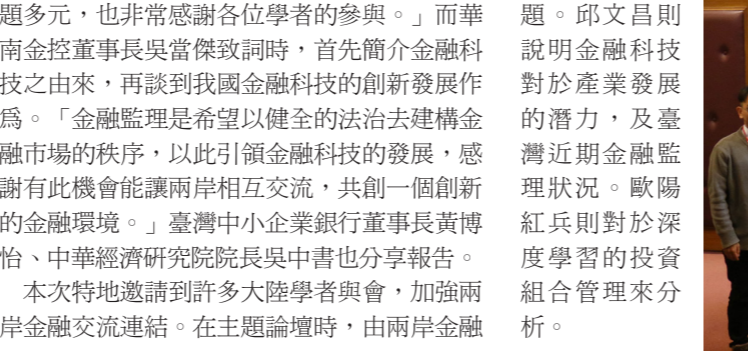 題多元，也非常感謝各位學者的參與。」而華
南金控董事長吳當傑致詞時，首先簡介金融科
技之由來，再談到我國金融科技的創新發展作
為。「金融監理是希望以健全的法治去建構金
融市場的秩序，以此引領金融科技的發展，感
謝有此機會能讓兩岸相互交流，共創一個創新
的金融環境。」臺灣中小企業銀行董事長黃博
怡、中華經濟研究院院長吳中書也分享報告。
本次特地邀請到許多大陸學者與會，加強兩
岸金融交流連結。在主題論壇時，由兩岸金融
題。邱文昌則
說明金融科技
對於產業發展
的潛力，及臺
灣近期金融監
理狀況。歐陽
紅兵則對於深
度學習的投資
組合管理來分
析。